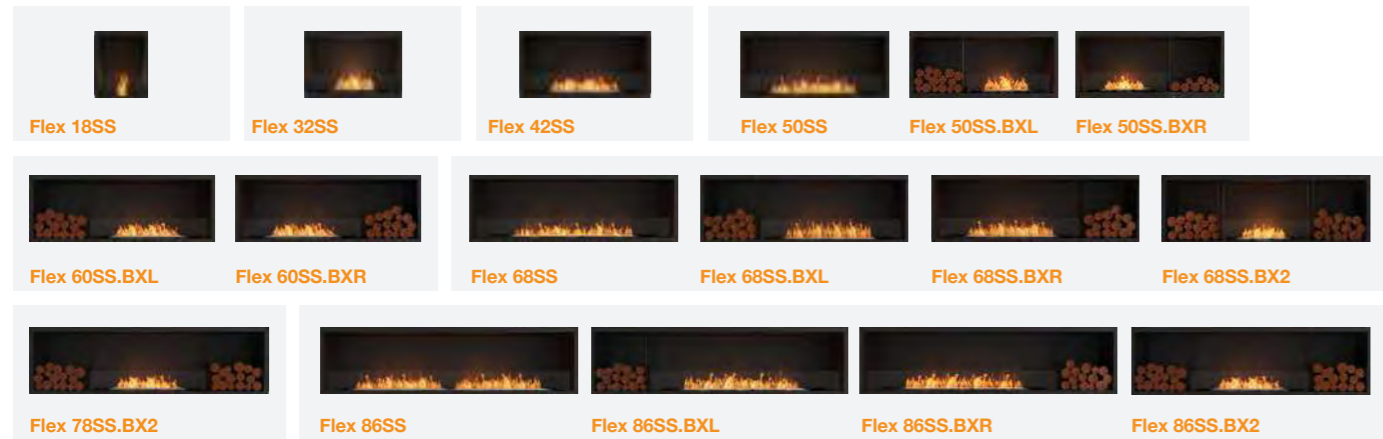 Flex 18SS
Flex 32SS
Flex 42SS
Flex 50SS
Flex 50SS.BXL
Flex 50SS.BXR
Flex 60SS.BXL
Flex 60SS.BXR
Flex 68SS
Flex 68SS.BXL
Flex 68SS.BXR
Flex 68SS.BX2
Flex 78SS.BX2
Flex 86SS
Flex 86SS.BXL
Flex 86SS.BXR
Flex 86SS.BX2